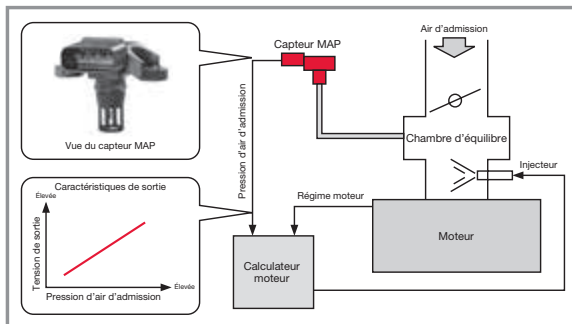 Vue du capteur MAP
Capteur MAP
Air d'admission
Chambre d'équilibre
Injecteur
Pression d'air d'admission
Régime moteur
Moteur
Calculateur
moteur
Caractéristiques de sortie
Élevée
Tension de sortie
Élevée
Pression d'air d'admission